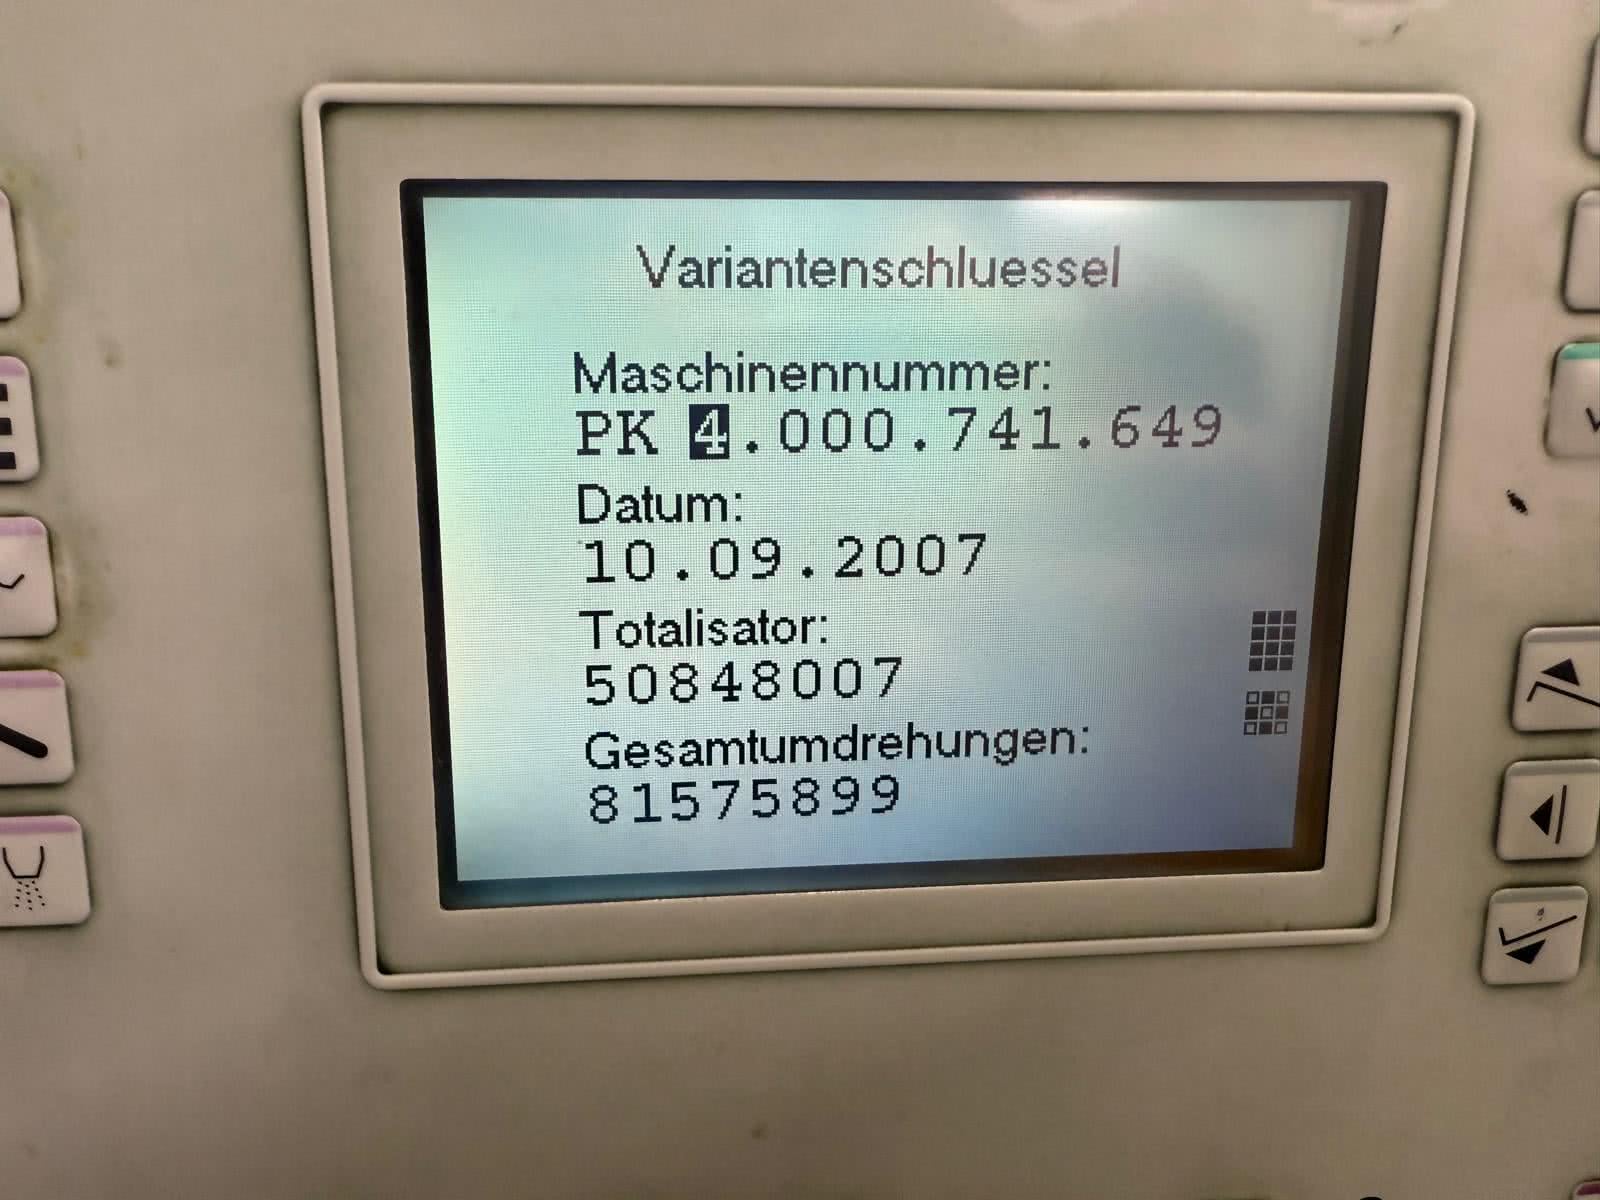 Variantenschluessel
Maschinennummer:
PK 4.000.741.649
Datum:
10.09.2007
Totalisator:
50848007
Gesamtumdrehungen:
81575899